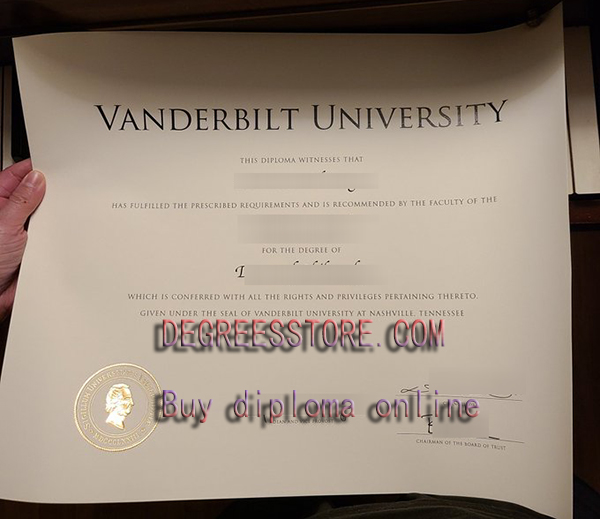 VANDERBILT UNIVERSITY
THIS DIPLOMA WITNESSES THAT
HAS FULFILLED THE PRESCRIBED REQUIREMENTS AND IS RECOMMENDED BY THE FACULTY OF THE
FOR THE DEGREE OF
WHICH IS CONFERRED WITH ALL THE RIGHTS AND PRIVILEGES PERTAINING THERETO.
GIVEN UNDER THE SEAL OF VANDERBILT UNIVERSITY AT NASHVILLE, TENNESSEE
DEGREESSTORE.COM
Buy diploma online
CHAIRMAN OF THE BOARD OF TRUST